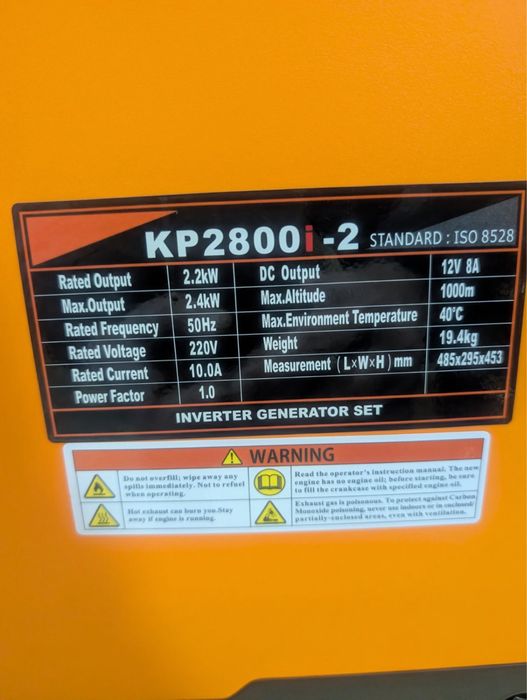 KP2800i-2 STANDARD : ISO 8528
Rated Output 2.2kW DC Output 12V 8A
Max.Output 2.4kW Max.Altitude 1000m
Rated Frequency 50Hz Max.Environment Temperature 40°C
Rated Voltage 220V Weight 19.4kg
Rated Current 10.0A Measurement ( L×W×H ) mm 485x295x453
Power Factor 1.0
INVERTER GENERATOR SET
WARNING
Do not overfill; wipe away any
spills immediately. Not to refuel
when operating.
Read the operator's instruction manual. The new
engine has no engine oil; before starting, be sure
to fill the crankcase with specified engine oil.
Hot exhaust can burn you.Stay
away if engine is running.
Exhaust gas is poisonous. To protect against Carbon
Monoxide poisoning, never use indoors or in enclosed/
partially-enclosed areas, even with ventilation.